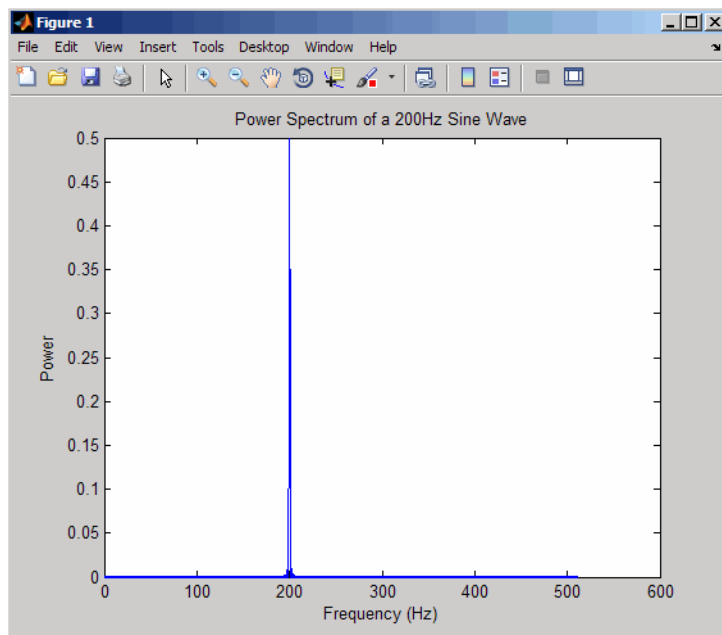 Figure 1
File Edit View Insert Tools Desktop Window Help
Power Spectrum of a 200Hz Sine Wave
0.5
0.45
0.4
0.35
0.3
0.25
0.2
0.15
0.1
0.05
0
Power
0 100 200 300 400 500 600
Frequency (Hz)